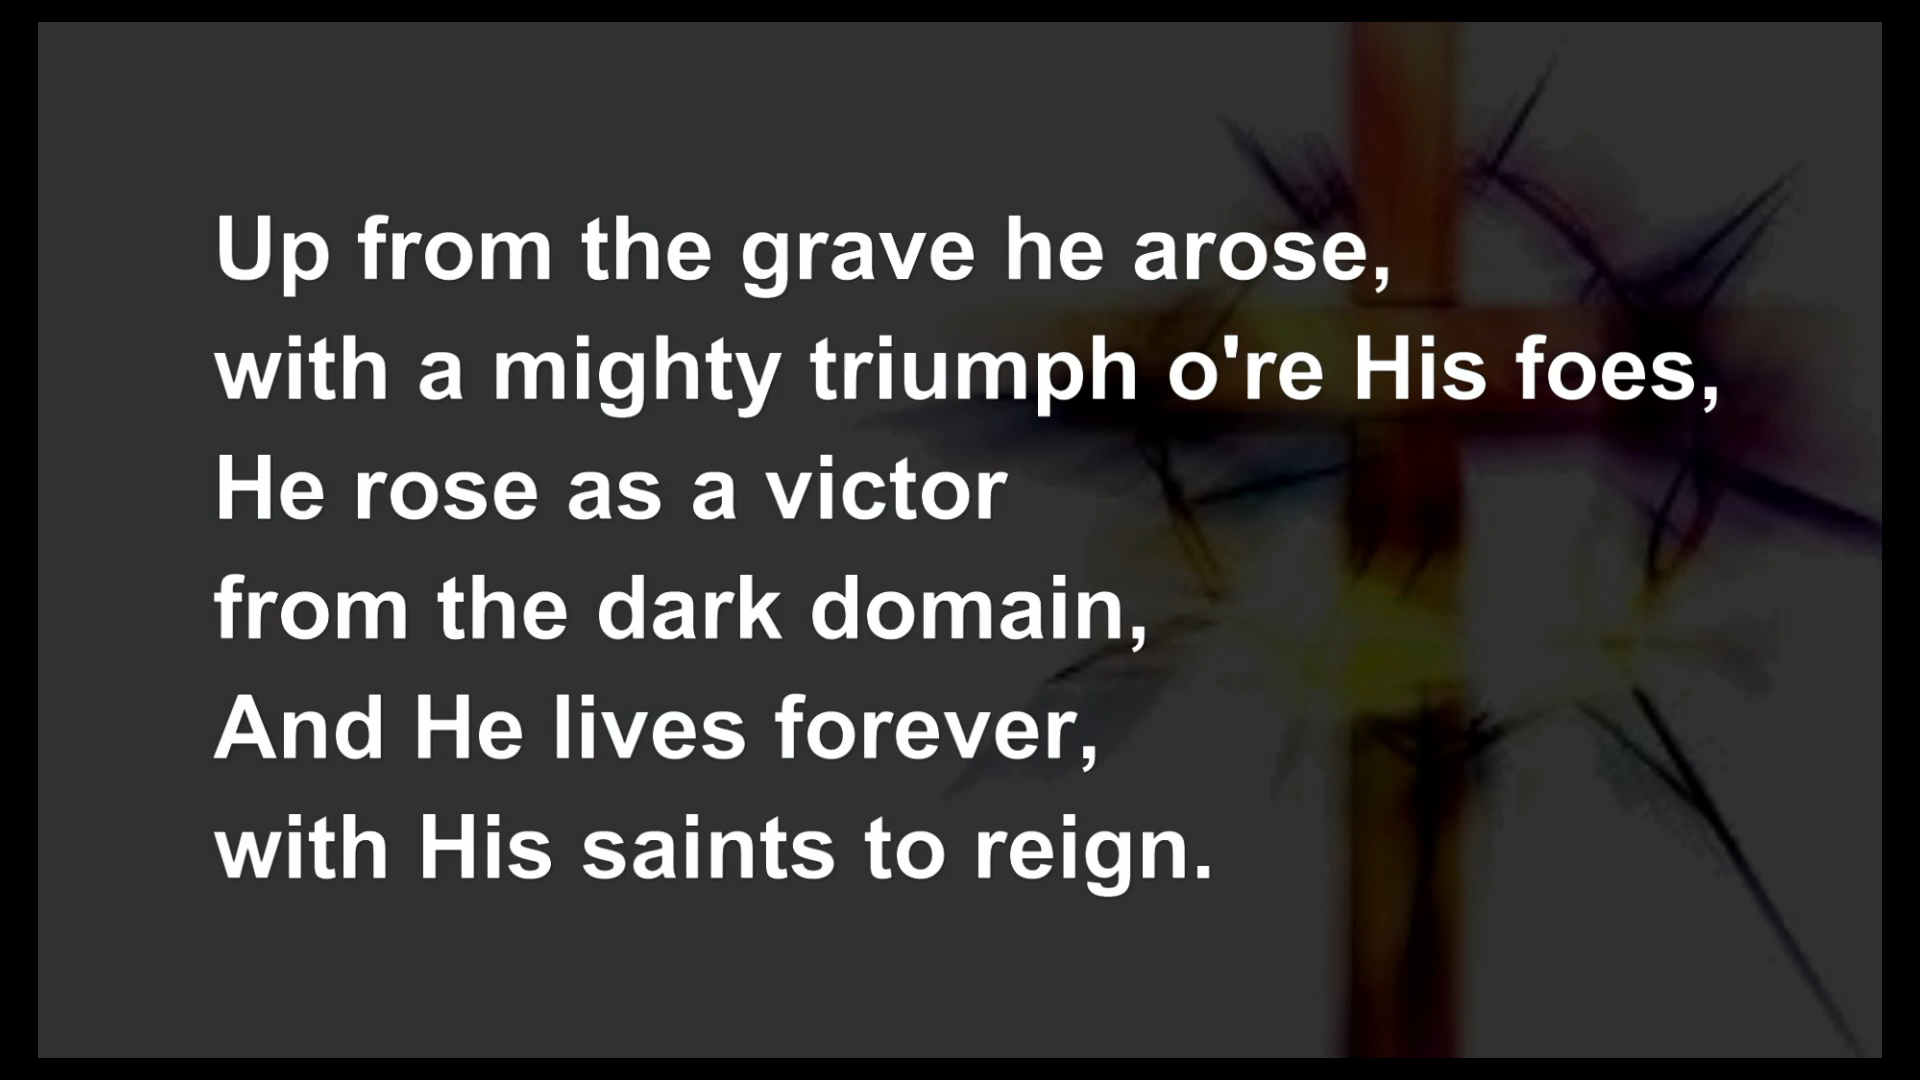 Up from the grave he arose,
with a mighty triumph o're His foes,
He rose as a victor
from the dark domain,
And He lives forever,
with His saints to reign.